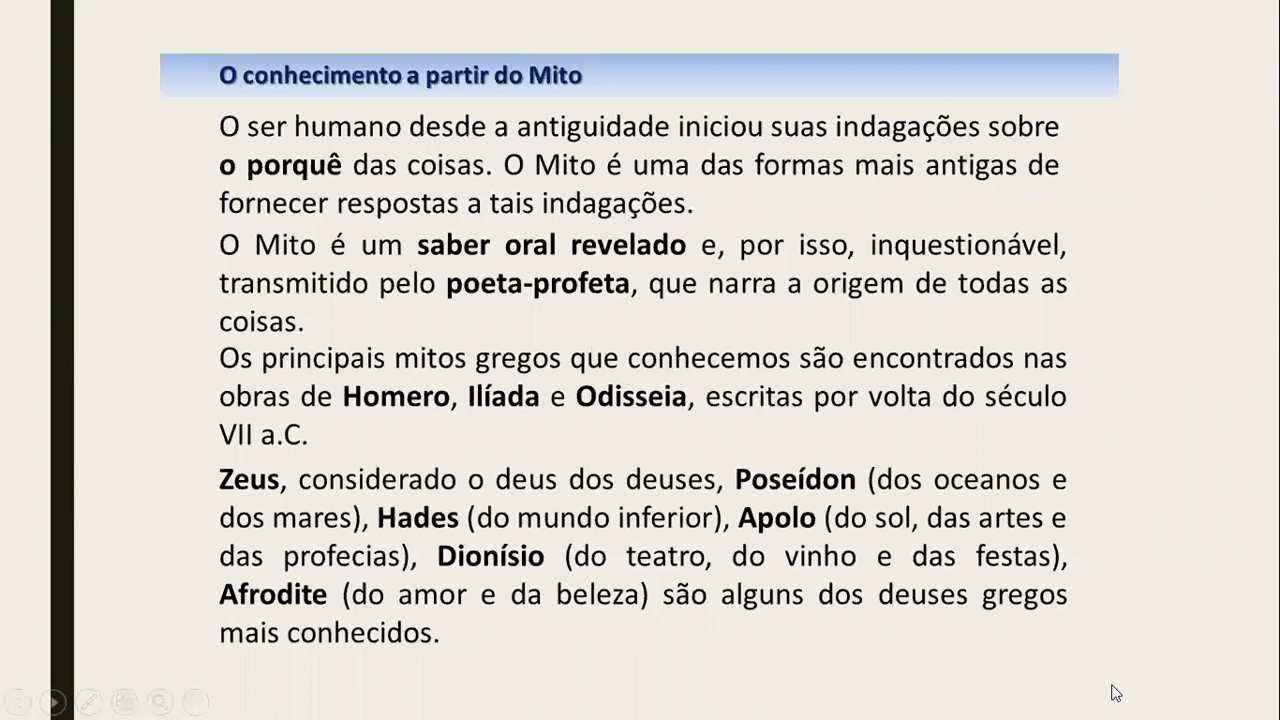 O conhecimento a partir do Mito
O ser humano desde a antiguidade iniciou suas indagações sobre
o porquê das coisas. O Mito é uma das formas mais antigas de
fornecer respostas a tais indagações.
O Mito é um saber oral revelado e, por isso, inquestionável,
transmitido pelo poeta-profeta, que narra a origem de todas as
coisas.
Os principais mitos gregos que conhecemos são encontrados nas
obras de Homero, Ilíada e Odisseia, escritas por volta do século
VII a.C.
Zeus, considerado o deus dos deuses, Poseídon (dos oceanos e
dos mares), Hades (do mundo inferior), Apolo (do sol, das artes e
das profecias), Dionísio (do teatro, do vinho e das festas),
Afrodite (do amor e da beleza) são alguns dos deuses gregos
mais conhecidos.